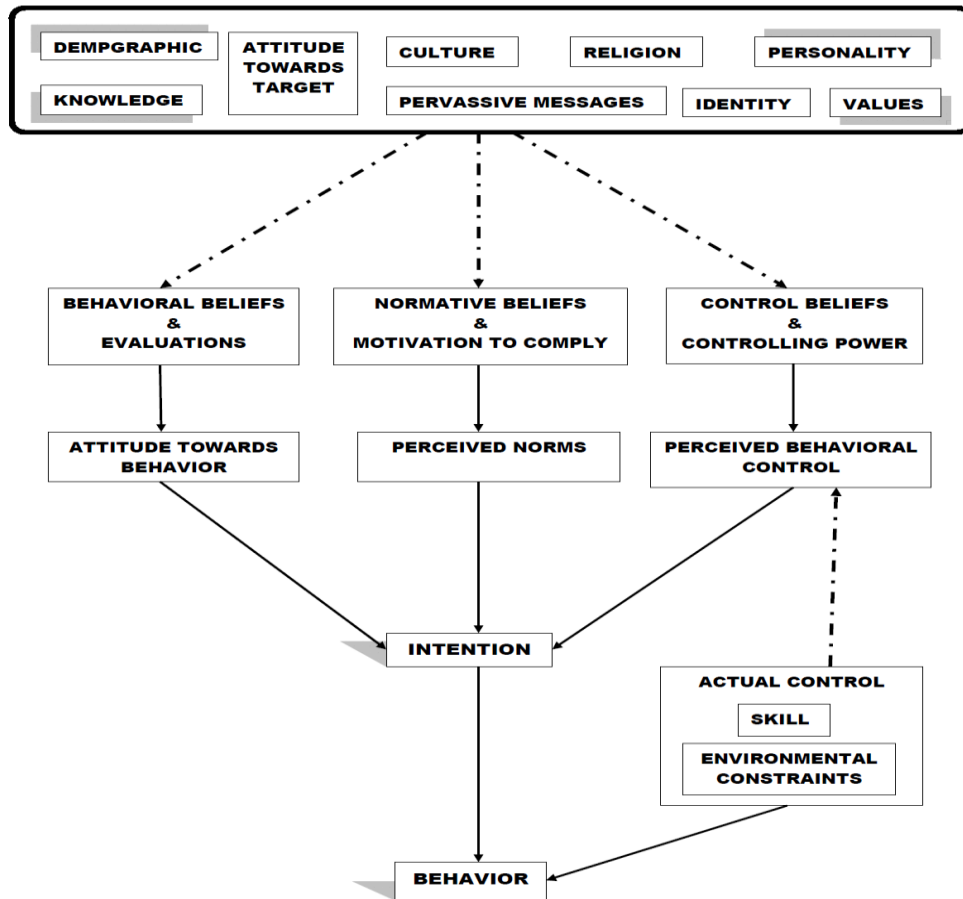 DEMPGRAPHIC
ATTITUDE
TOWARDS
TARGET
CULTURE
RELIGION
PERSONALITY
KNOWLEDGE
PERVASSIVE MESSAGES
IDENTITY
VALUES
BEHAVIORAL BELIEFS
&
EVALUATIONS
NORMATIVE BELIEFS
&
MOTIVATION TO COMPLY
CONTROL BELIEFS
&
CONTROLLING POWER
ATTITUDE TOWARDS
BEHAVIOR
PERCEIVED NORMS
PERCEIVED BEHAVIORAL
CONTROL
INTENTION
ACTUAL CONTROL
SKILL
ENVIRONMENTAL
CONSTRAINTS
BEHAVIOR